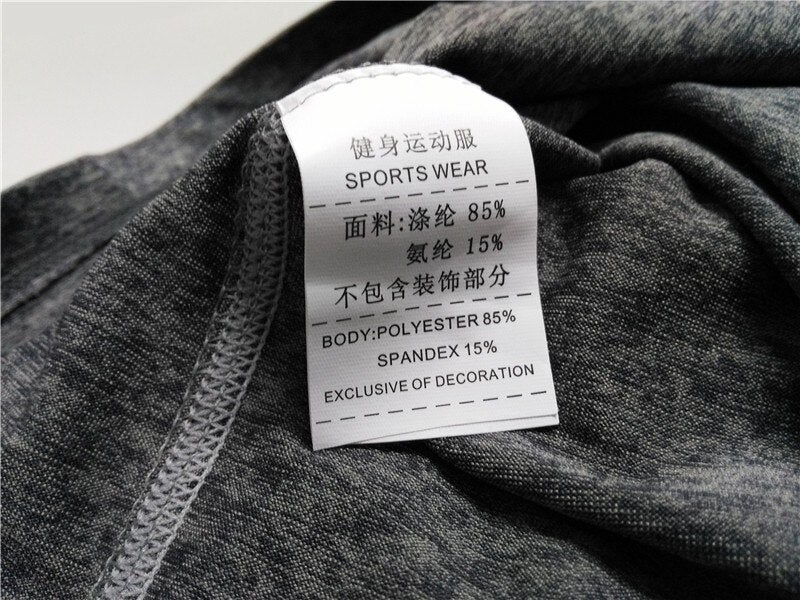 健身运动服
SPORTS WEAR
面料:涤纶 85%
氨纶 15%
不包含装饰部分
BODY:POLYESTER 85%
SPANDEX 15%
EXCLUSIVE OF DECORATION